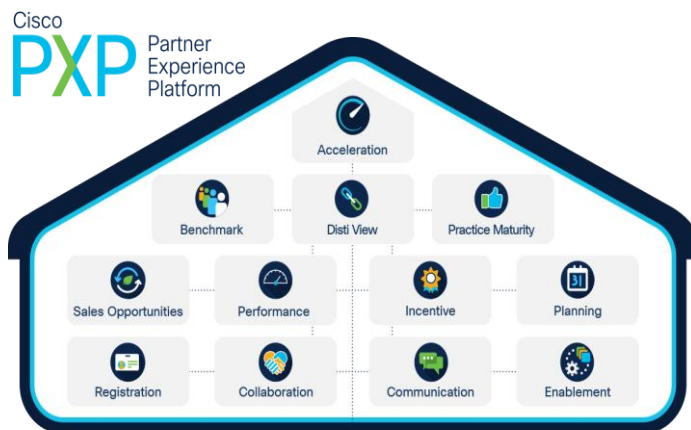 Cisco
PXP Partner
Experience
Platform
Acceleration
Benchmark
Disti View
Practice Maturity
Sales Opportunities
Performance
Incentive
31
Planning
Registration
Collaboration
Communication
Enablement